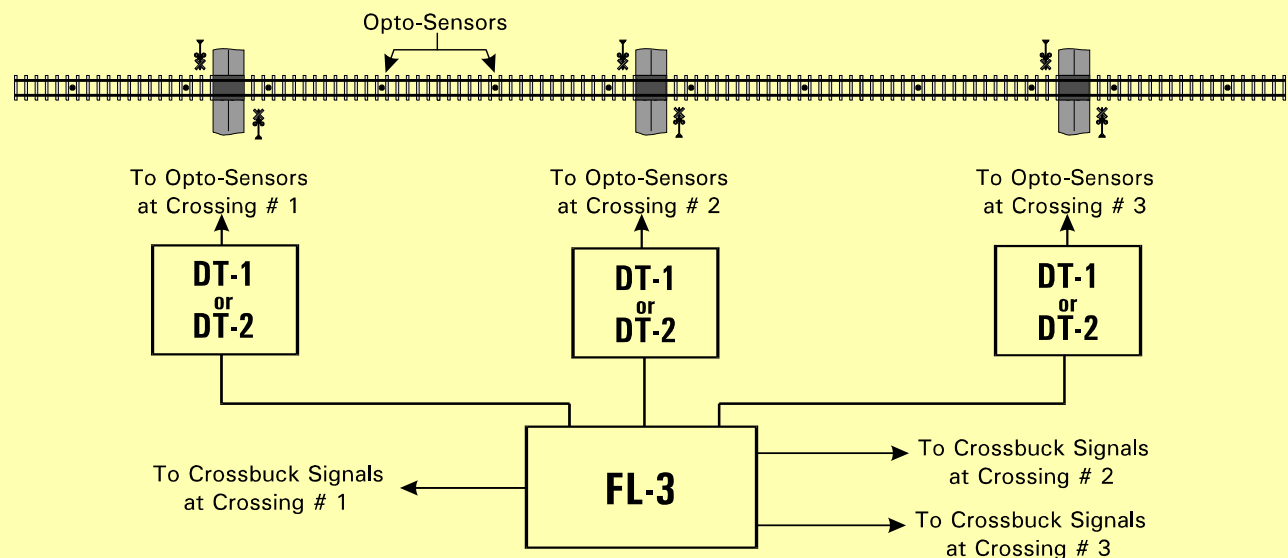 Opto-Sensors
To Opto-Sensors
at Crossing # 1
To Opto-Sensors
at Crossing # 2
To Opto-Sensors
at Crossing # 3
DT-1
or
DT-2
DT-1
or
DT-2
DT-1
or
DT-2
To Crossbuck Signals
at Crossing # 1
FL-3
To Crossbuck Signals
at Crossing # 2
To Crossbuck Signals
at Crossing # 3